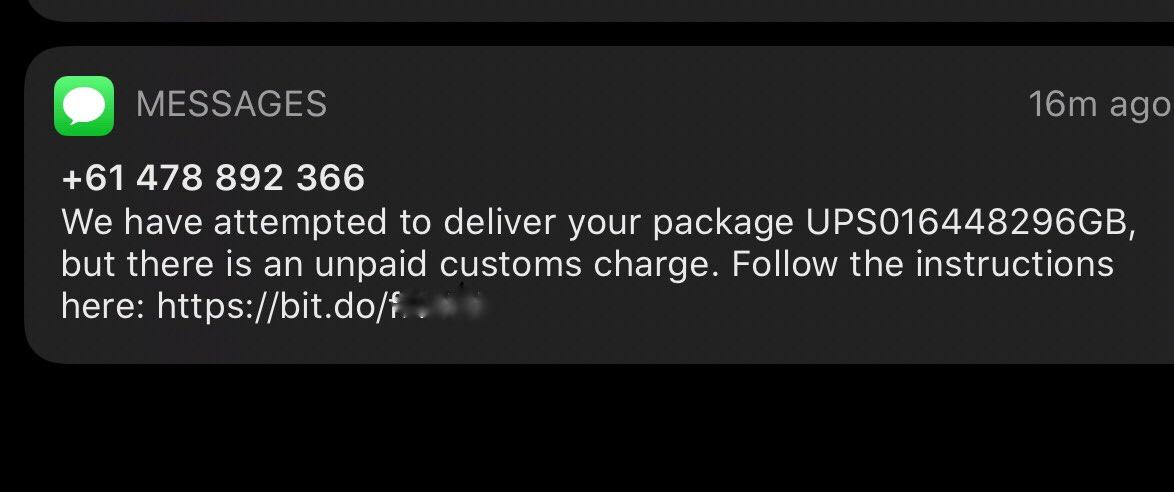 MESSAGES
16m ago
+61 478 892 366
We have attempted to deliver your package UPS016448296GB,
but there is an unpaid customs charge. Follow the instructions
here: https://bit.do/